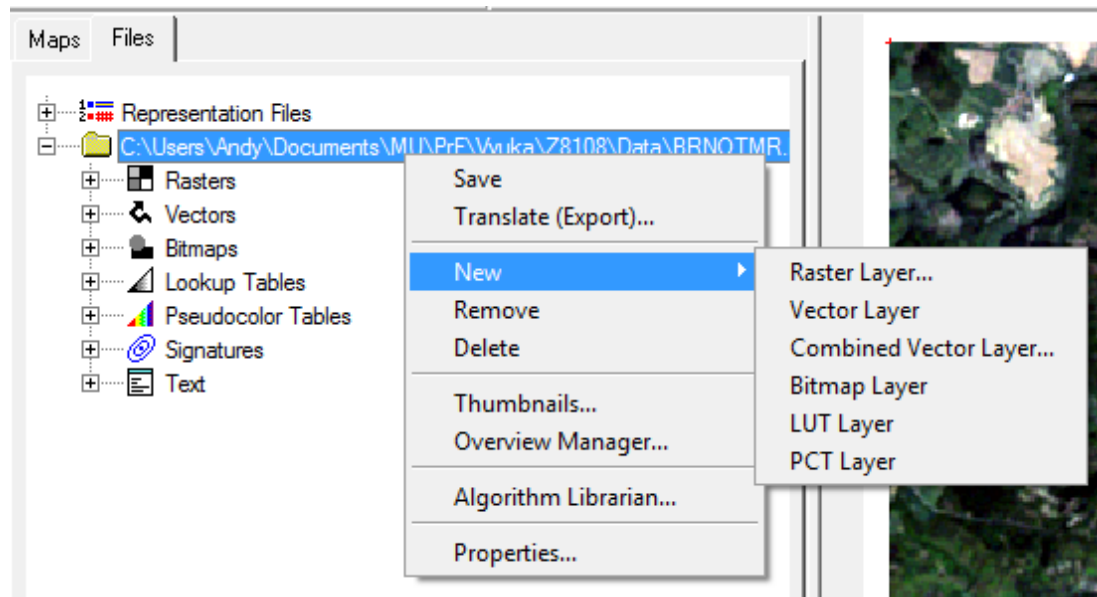 Maps Files
Representation Files
C:\Users\Andy\Documents\MU\PrF\Vyuka\Z8108\Data\BRNOTMR.
Rasters
Vectors
Bitmaps
Lookup Tables
Pseudocolor Tables
Signatures
Text
Save
Translate (Export)...
New
Remove
Delete
Thumbnails...
Overview Manager...
Algorithm Librarian...
Properties...
Raster Layer...
Vector Layer
Combined Vector Layer...
Bitmap Layer
LUT Layer
PCT Layer